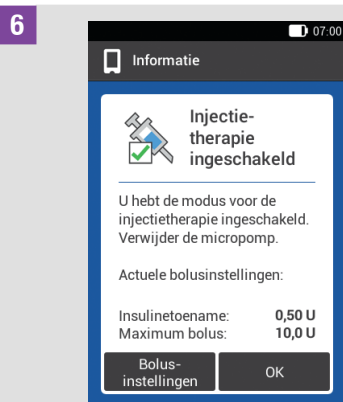 6
07:00
Informatie
Injectie-
therapie
ingeschakeld
U hebt de modus voor de
injectietherapie ingeschakeld.
Verwijder de micropomp.
Actuele bolusinstellingen:
Insulinetoename: 0,50 U
Maximum bolus: 10,0 U
Bolus-
instellingen
OK